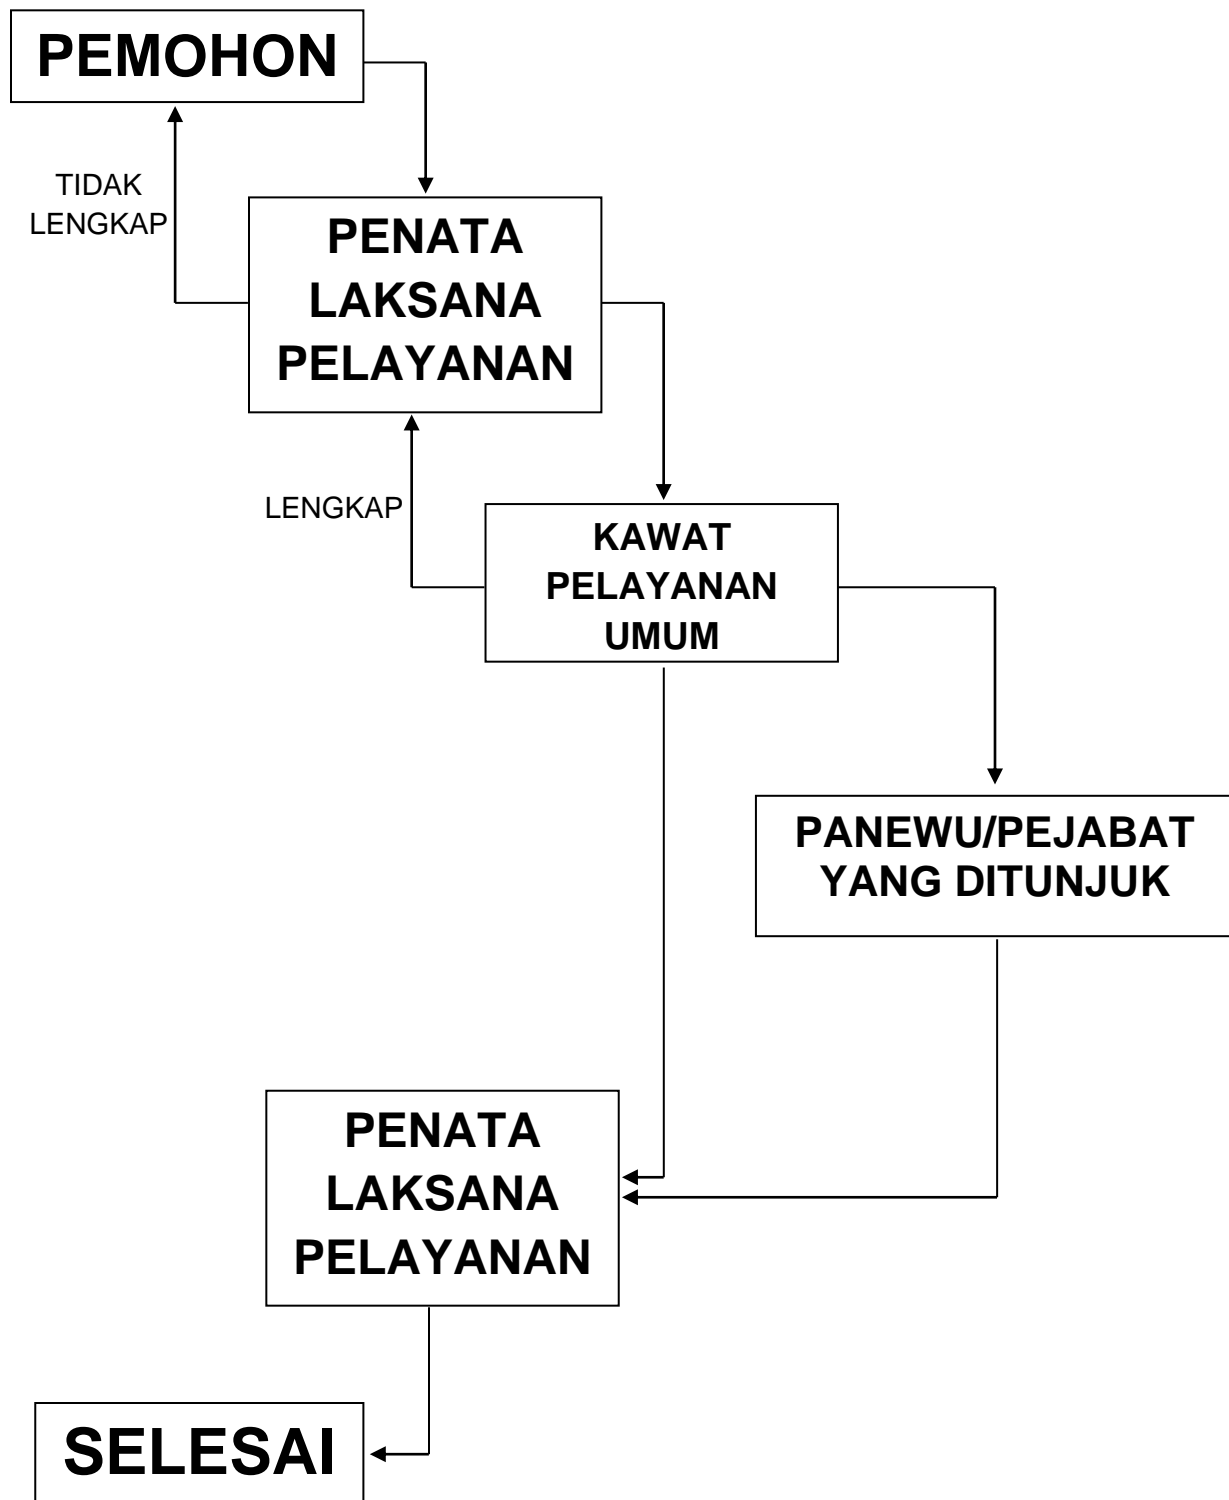 PEMOHON
TIDAK
LENGKAP
PENATA
LAKSANA
PELAYANAN
LENGKAP
KAWAT
PELAYANAN
UMUM
PANEWU/PEJABAT
YANG DITUNJUK
PENATA
LAKSANA
PELAYANAN
SELESAI